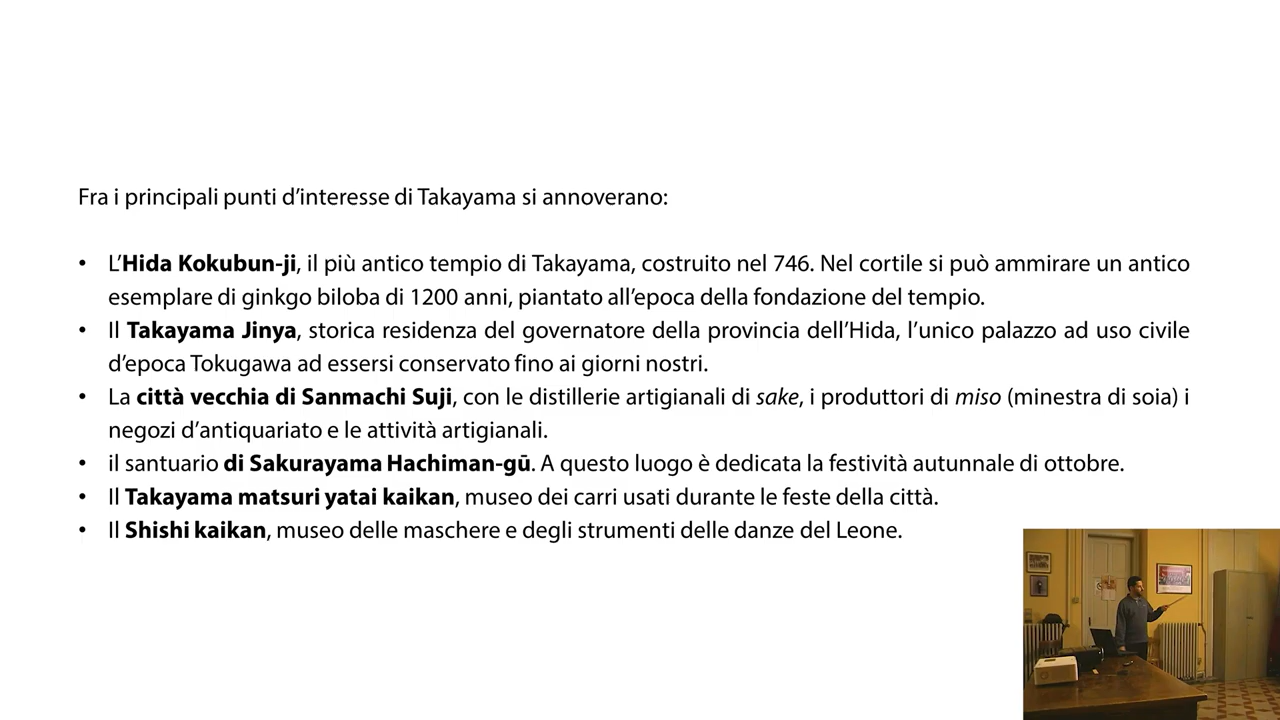 Fra i principali punti d’interesse di Takayama si annoverano:
• L’Hida Kokubun-ji, il più antico tempio di Takayama, costruito nel 746. Nel cortile si può ammirare un antico
esemplare di ginkgo biloba di 1200 anni, piantato all’epoca della fondazione del tempio.
• Il Takayama Jinya, storica residenza del governatore della provincia dell’Hida, l’unico palazzo ad uso civile
d’epoca Tokugawa ad essersi conservato fino ai giorni nostri.
• La città vecchia di Sanmachi Suji, con le distillerie artigianali di sake, i produttori di miso (minestra di soia) i
negozi d’antiquariato e le attività artigianali.
• il santuario di Sakurayama Hachiman-gū. A questo luogo è dedicata la festività autunnale di ottobre.
• Il Takayama matsuri yatai kaikan, museo dei carri usati durante le feste della città.
• Il Shishi kaikan, museo delle maschere e degli strumenti delle danze del Leone.